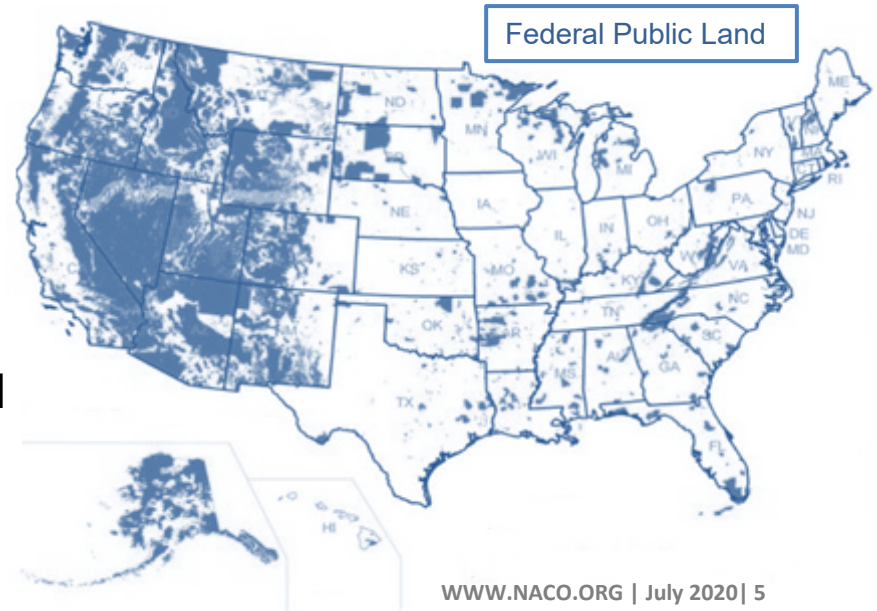 Federal Public Land
ME
ND
MN
WI
MI
NY
MA
CT
RI
NE
IA
PA
NJ
IL
IN
OH
DE
MD
KS
MO
KY
VA
NC
TN
OK
AR
SC
MS
AL
GA
TX
FL
HI
WWW.NACO.ORG | July 2020| 5